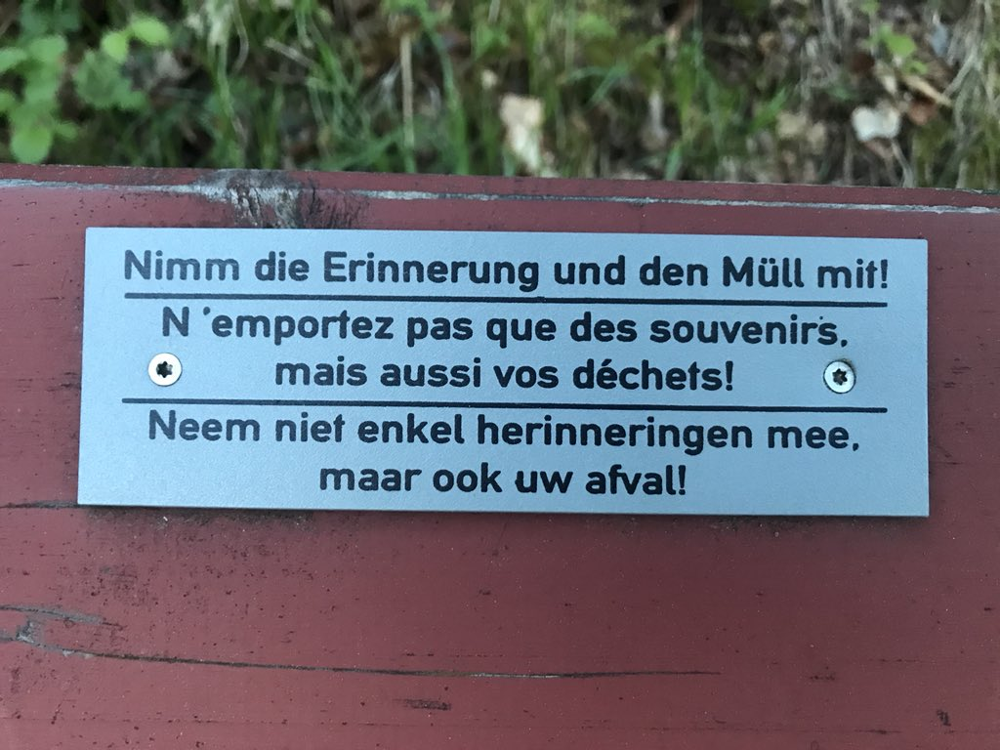 Nimm die Erinnerung und den Müll mit!
N 'emportez pas que des souvenirs,
mais aussi vos déchets!
Neem niet enkel herinneringen mee,
maar ook uw afval!